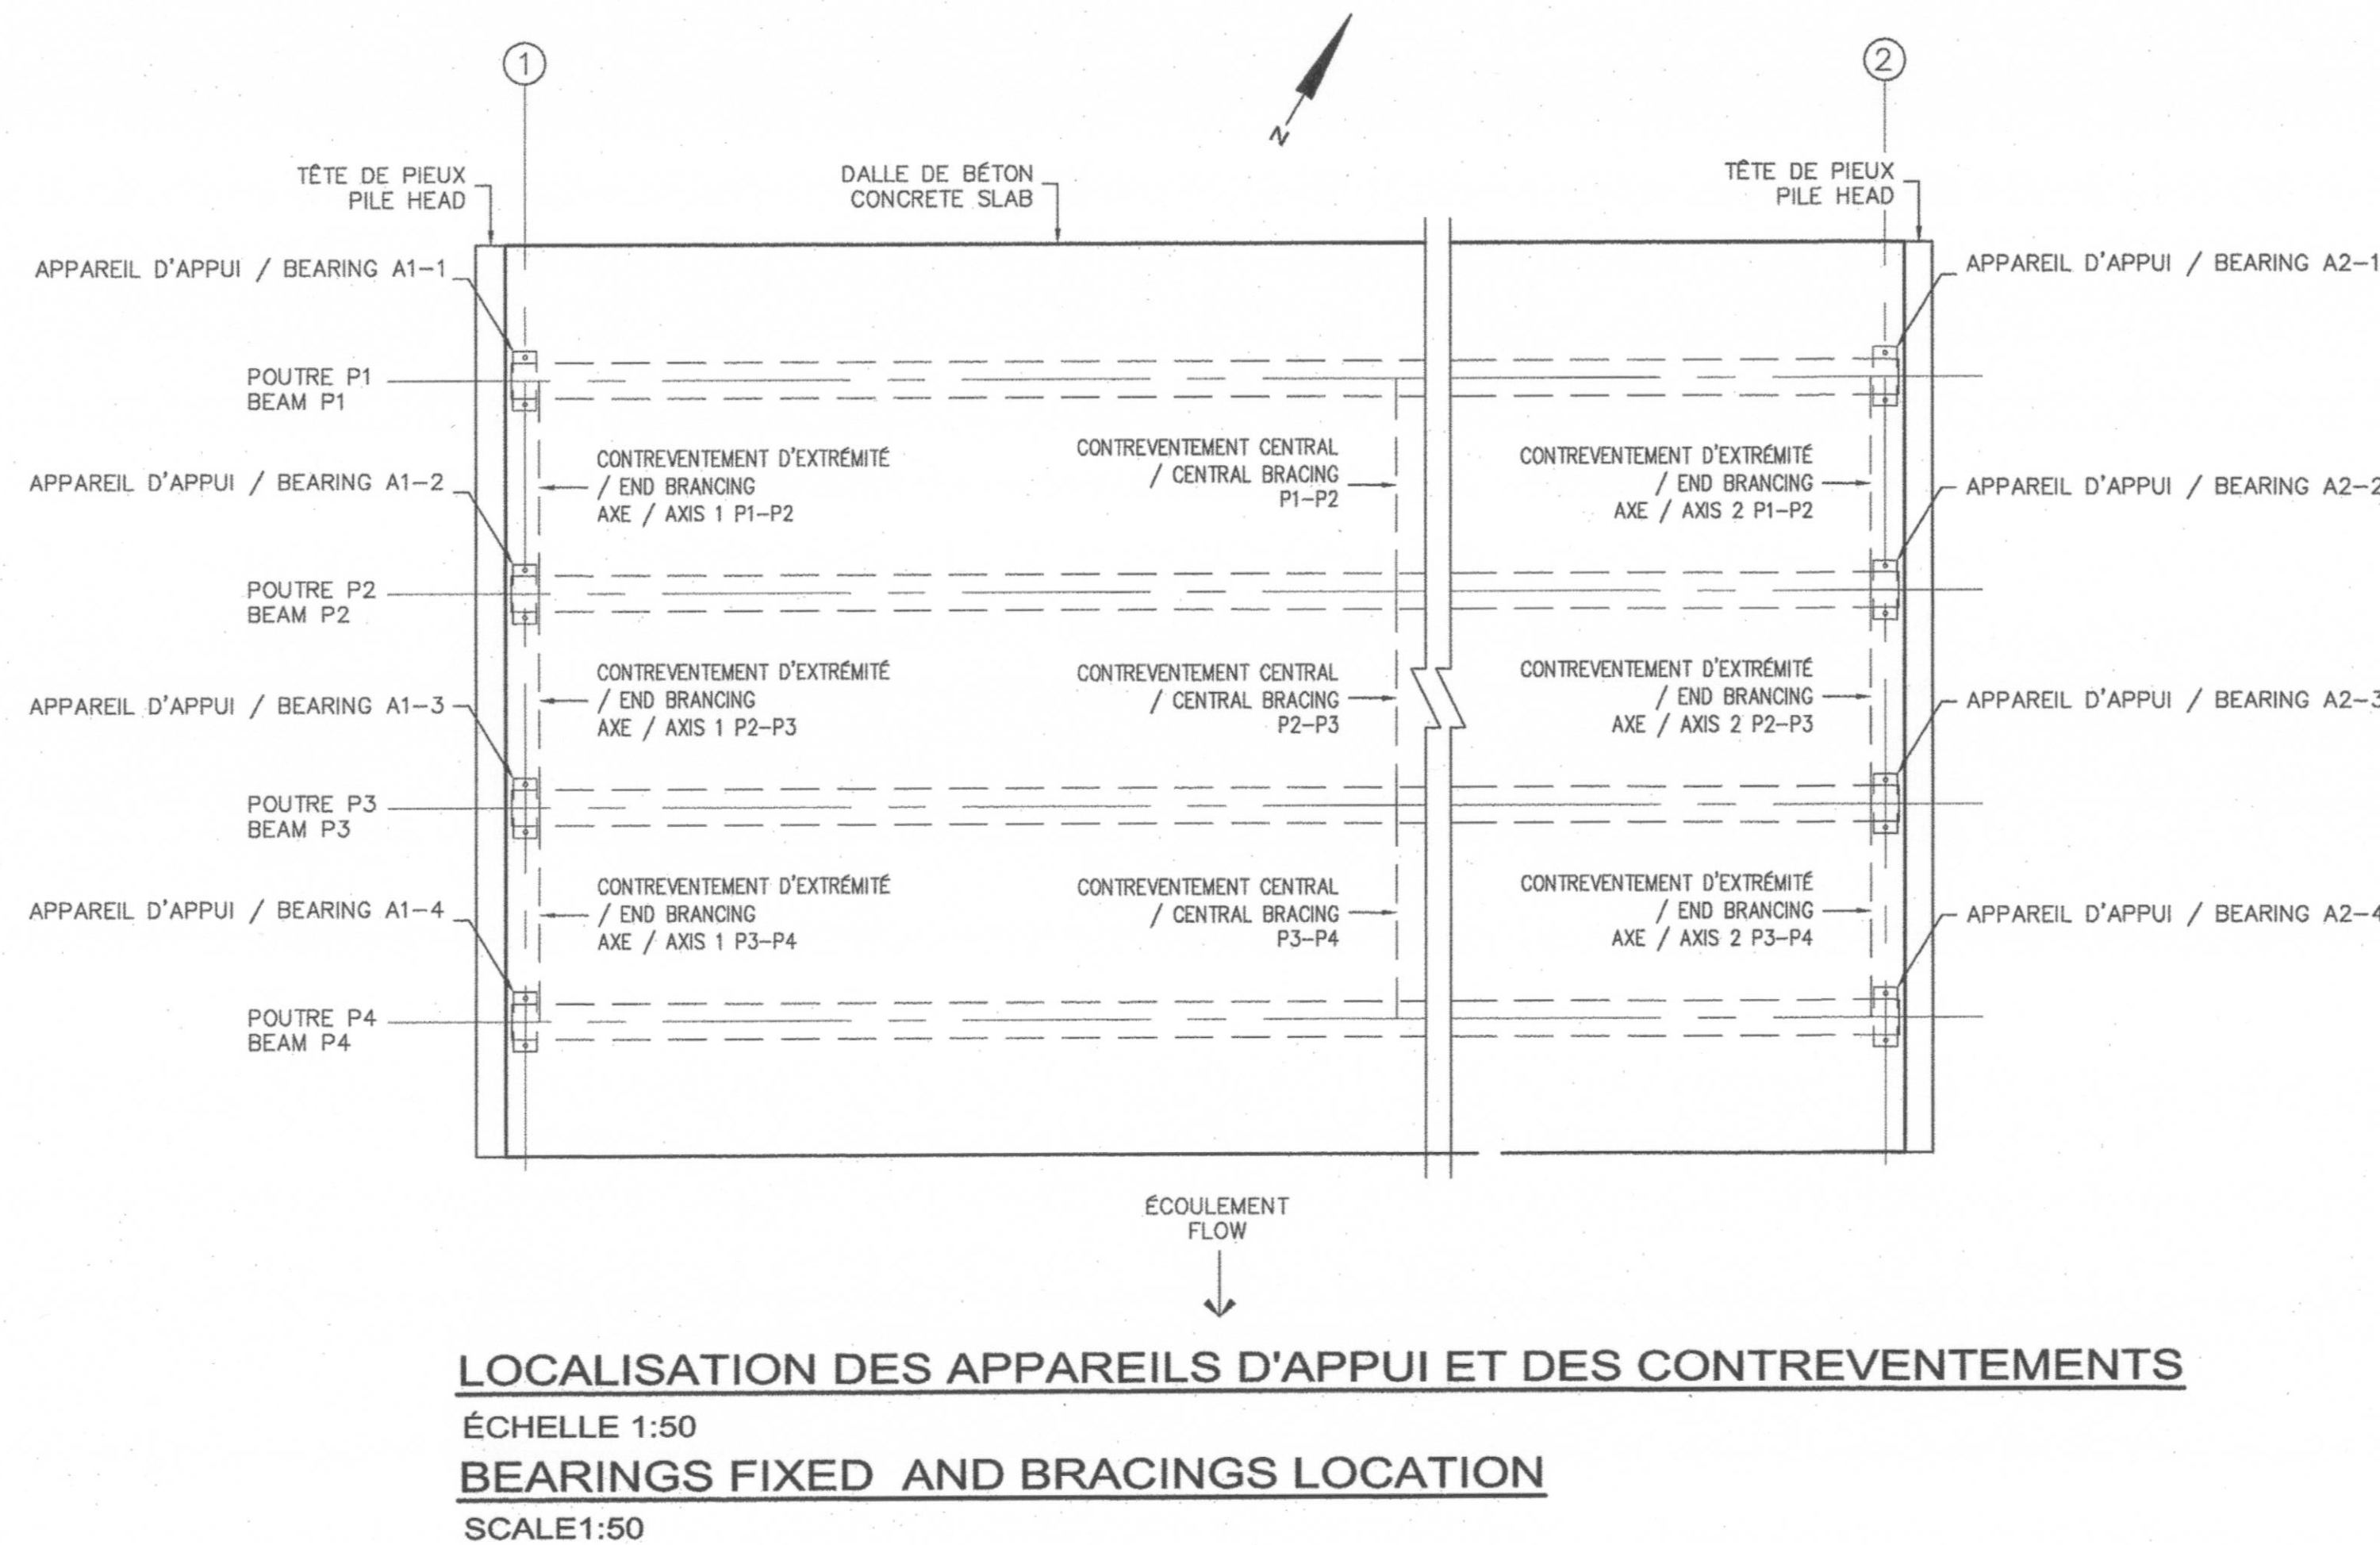 1
2
N
TÊTE DE PIEUX
PILE HEAD
DALLE DE BÉTON
CONCRETE SLAB
TÊTE DE PIEUX
PILE HEAD
APPAREIL D'APPUI / BEARING A1-1
APPAREIL D'APPUI / BEARING A2-1
POUTRE P1
BEAM P1
APPAREIL D'APPUI / BEARING A1-2
CONTREVENTEMENT D'EXTRÉMITÉ
/ END BRANCING
AXE / AXIS 1 P1-P2
CONTREVENTEMENT CENTRAL
/ CENTRAL BRACING
P1-P2
CONTREVENTEMENT D'EXTRÉMITÉ
/ END BRANCING
AXE / AXIS 2 P1-P2
APPAREIL D'APPUI / BEARING A2-2
POUTRE P2
BEAM P2
APPAREIL D'APPUI / BEARING A1-3
CONTREVENTEMENT D'EXTRÉMITÉ
/ END BRANCING
AXE / AXIS 1 P2-P3
CONTREVENTEMENT CENTRAL
/ CENTRAL BRACING
P2-P3
CONTREVENTEMENT D'EXTRÉMITÉ
/ END BRANCING
AXE / AXIS 2 P2-P3
APPAREIL D'APPUI / BEARING A2-3
POUTRE P3
BEAM P3
APPAREIL D'APPUI / BEARING A1-4
CONTREVENTEMENT D'EXTRÉMITÉ
/ END BRANCING
AXE / AXIS 1 P3-P4
CONTREVENTEMENT CENTRAL
/ CENTRAL BRACING
P3-P4
CONTREVENTEMENT D'EXTRÉMITÉ
/ END BRANCING
AXE / AXIS 2 P3-P4
APPAREIL D'APPUI / BEARING A2-4
POUTRE P4
BEAM P4
ÉCOULEMENT
FLOW
LOCALISATION DES APPAREILS D'APPUI ET DES CONTREVENTEMENTS
ÉCHELLE 1:50
BEARINGS FIXED AND BRACINGS LOCATION
SCALE1:50